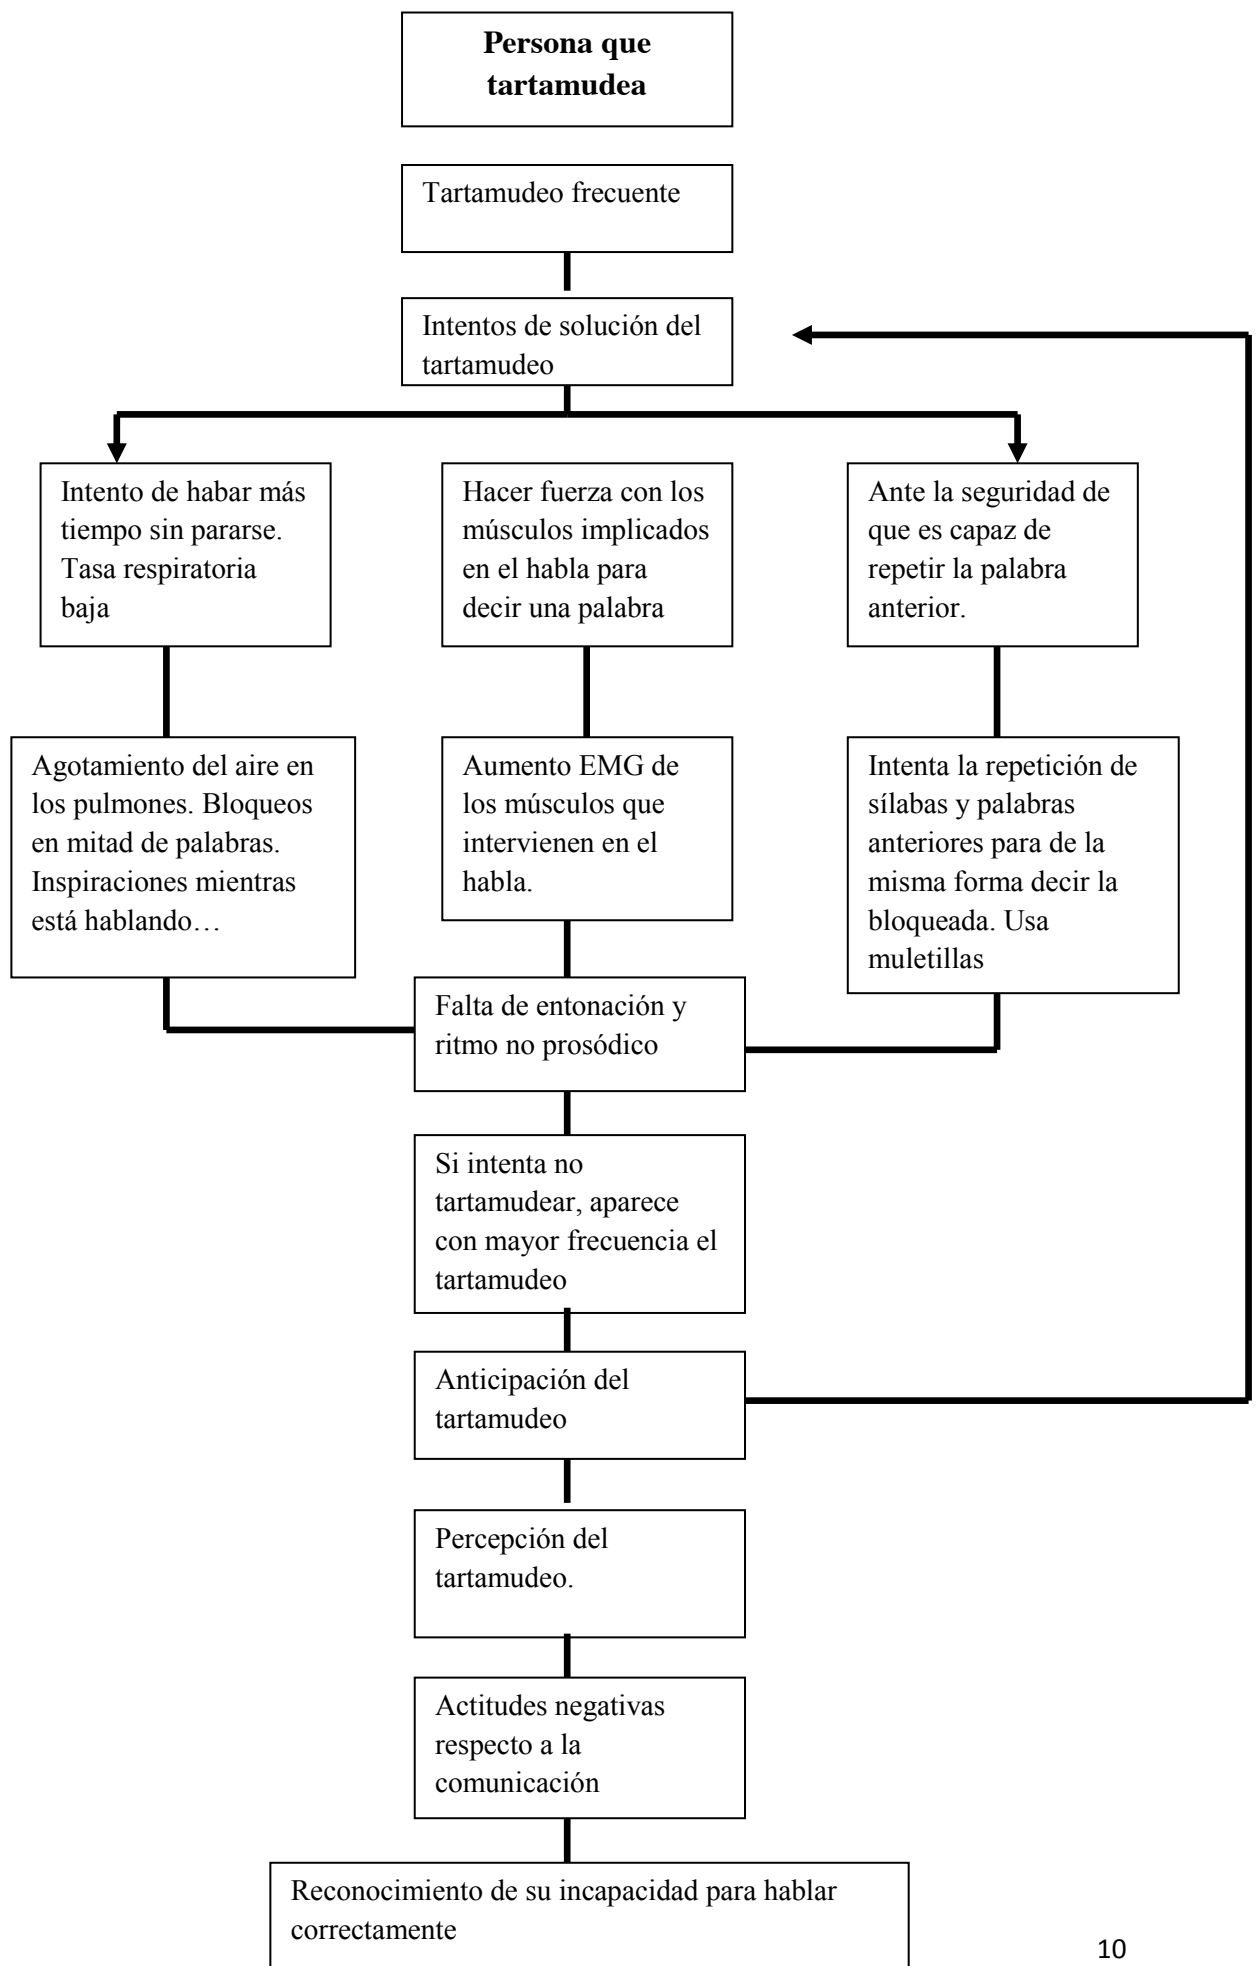 Persona que
tartamudea
Tartamudeo frecuente
Intentos de solución del
tartamudeo
Intento de habar más
tiempo sin pararse.
Tasa respiratoria
baja
Hacer fuerza con los
músculos implicados
en el habla para
decir una palabra
Ante la seguridad de
que es capaz de
repetir la palabra
anterior.
Agotamiento del aire en
los pulmones. Bloqueos
en mitad de palabras.
Inspiraciones mientras
está hablando…
Aumento EMG de
los músculos que
intervienen en el
habla.
Intenta la repetición de
sílabas y palabras
anteriores para de la
misma forma decir la
bloqueada. Usa
muletillas
Falta de entonación y
ritmo no prosódico
Si intenta no
tartamudear, aparece
con mayor frecuencia el
tartamudeo
Anticipación del
tartamudeo
Percepción del
tartamudeo.
Actitudes negativas
respecto a la
comunicación
Reconocimiento de su incapacidad para hablar
correctamente
10